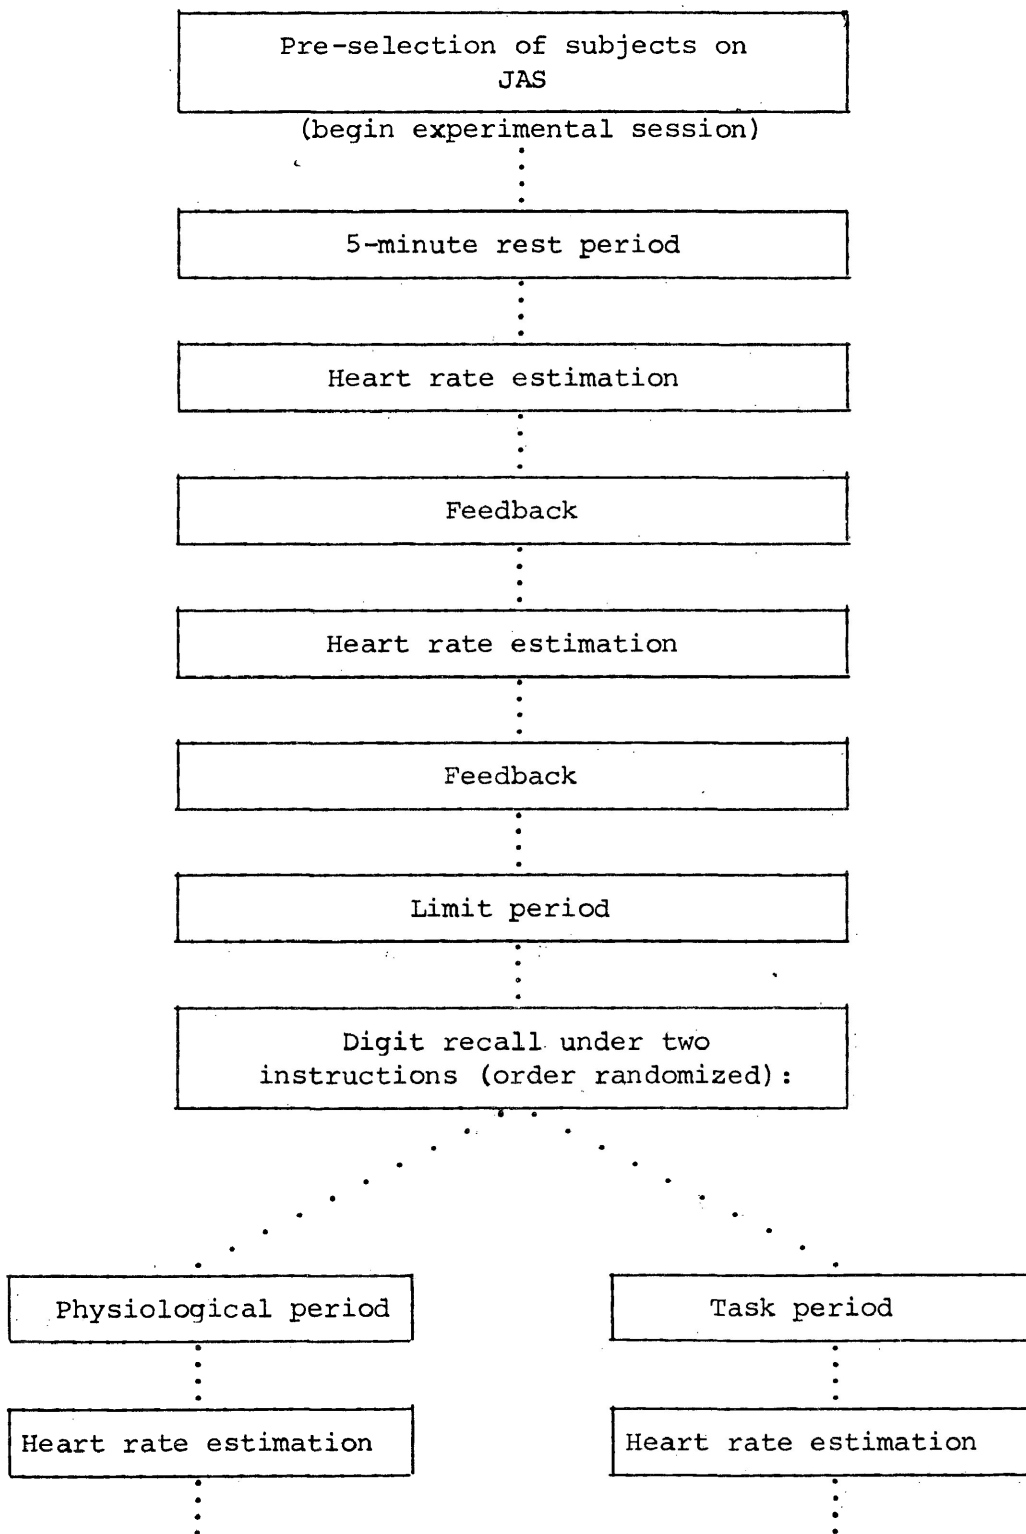 Pre-selection of subjects on
JAS
(begin experimental session)
5-minute rest period
Heart rate estimation
Feedback
Heart rate estimation
Feedback
Limit period
Digit recall under two
instructions (order randomized):
Physiological period
Task period
Heart rate estimation
Heart rate estimation